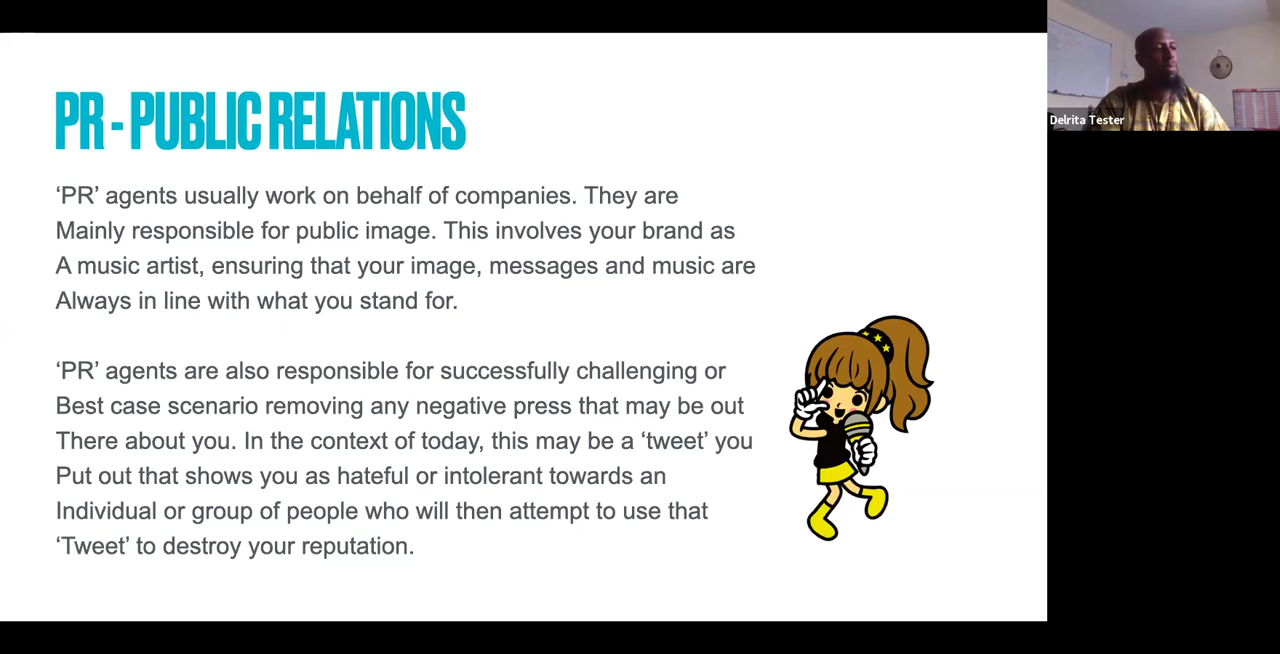 PR - PUBLIC RELATIONS
‘PR’ agents usually work on behalf of companies. They are
Mainly responsible for public image. This involves your brand as
A music artist, ensuring that your image, messages and music are
Always in line with what you stand for.
‘PR’ agents are also responsible for successfully challenging or
Best case scenario removing any negative press that may be out
There about you. In the context of today, this may be a ‘tweet’ you
Put out that shows you as hateful or intolerant towards an
Individual or group of people who will then attempt to use that
‘Tweet’ to destroy your reputation.
Delrita Tester